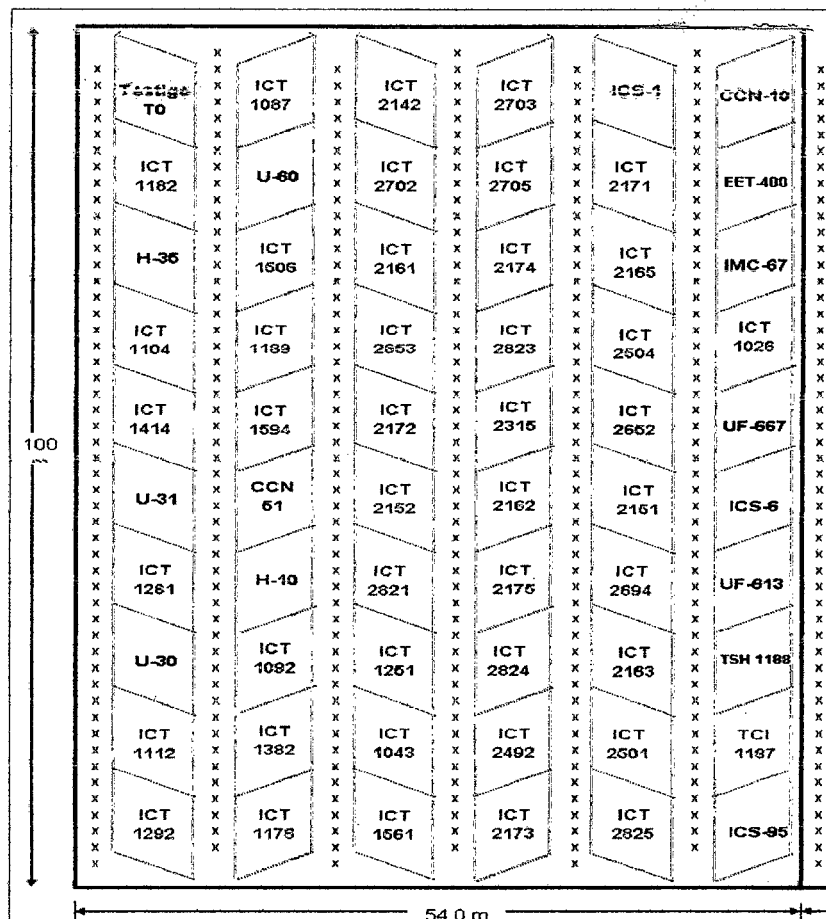 Testigo
T0
ICT
1087
ICT
2142
ICT
2703
ICS-1
CCN-10
ICT
1182
U-60
ICT
2702
ICT
2705
ICT
2171
EET-400
H-35
ICT
1506
ICT
2161
ICT
2174
ICT
2165
IMC-67
ICT
1104
ICT
1189
ICT
2653
ICT
2823
ICT
2504
ICT
1026
ICT
1414
ICT
1594
ICT
2172
ICT
2315
ICT
2652
UF-667
100
U-31
CCN
51
ICT
2152
ICT
2162
ICT
2151
ICS-6
ICT
1281
H-10
ICT
2821
ICT
2175
ICT
2694
UF-613
U-30
ICT
1092
ICT
1251
ICT
2824
ICT
2163
TSH 1188
ICT
1112
ICT
1382
ICT
1043
ICT
2492
ICT
2501
TCI
1187
ICT
1292
ICT
1176
ICT
1561
ICT
2173
ICT
2825
ICS-95
54.0 m